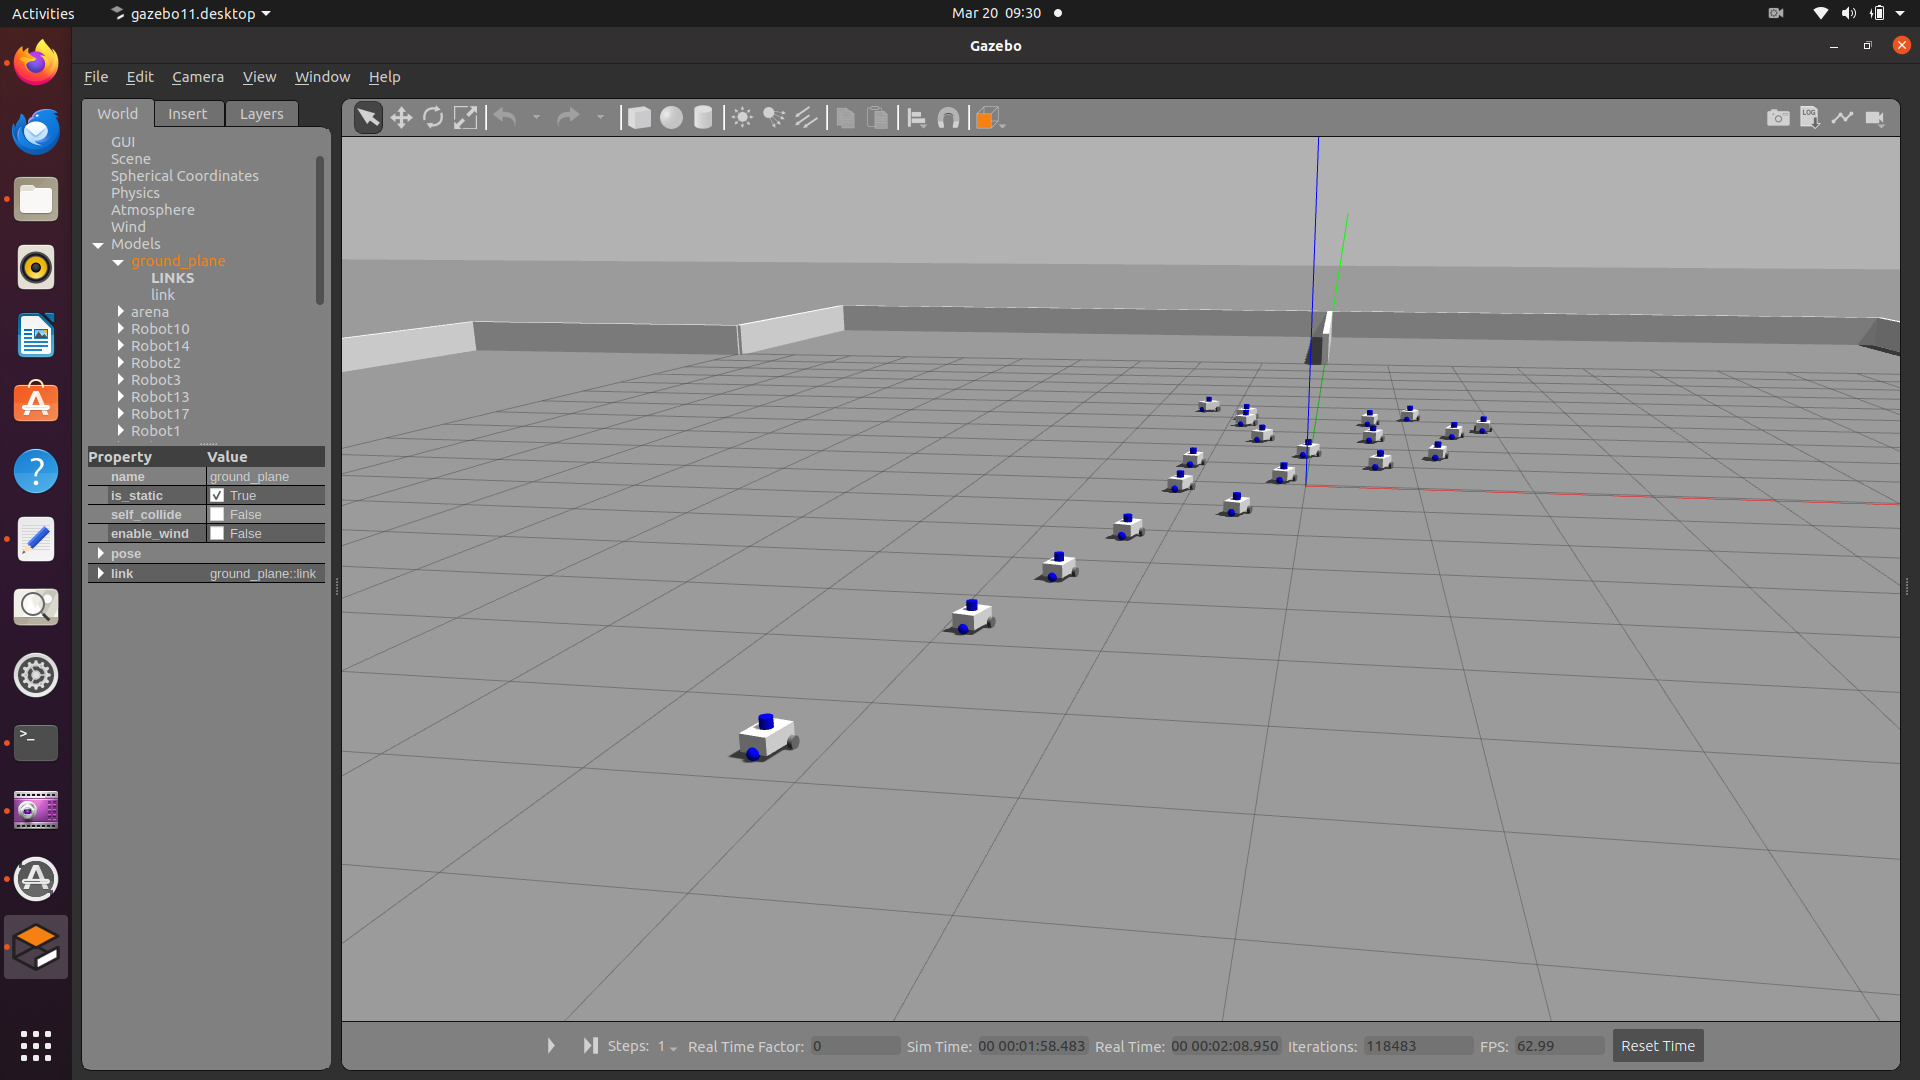 Activities gazebo11.desktop Mar 20 09:30
Gazebo
File Edit Camera View Window Help
World Insert Layers
GUI
Scene
Spherical Coordinates
Physics
Atmosphere
Wind
Models
ground_plane
LINKS
link
arena
Robot10
Robot14
Robot2
Robot3
Robot13
Robot17
Robot1
Property Value
name ground_plane
is_static True
self_collide False
enable_wind False
pose
link ground_plane::link
LOG
Steps: 1 Real Time Factor: 0 Sim Time: 00 00:01:58.483 Real Time: 00 00:02:08.950 Iterations: 118483 FPS: 62.99 Reset Time